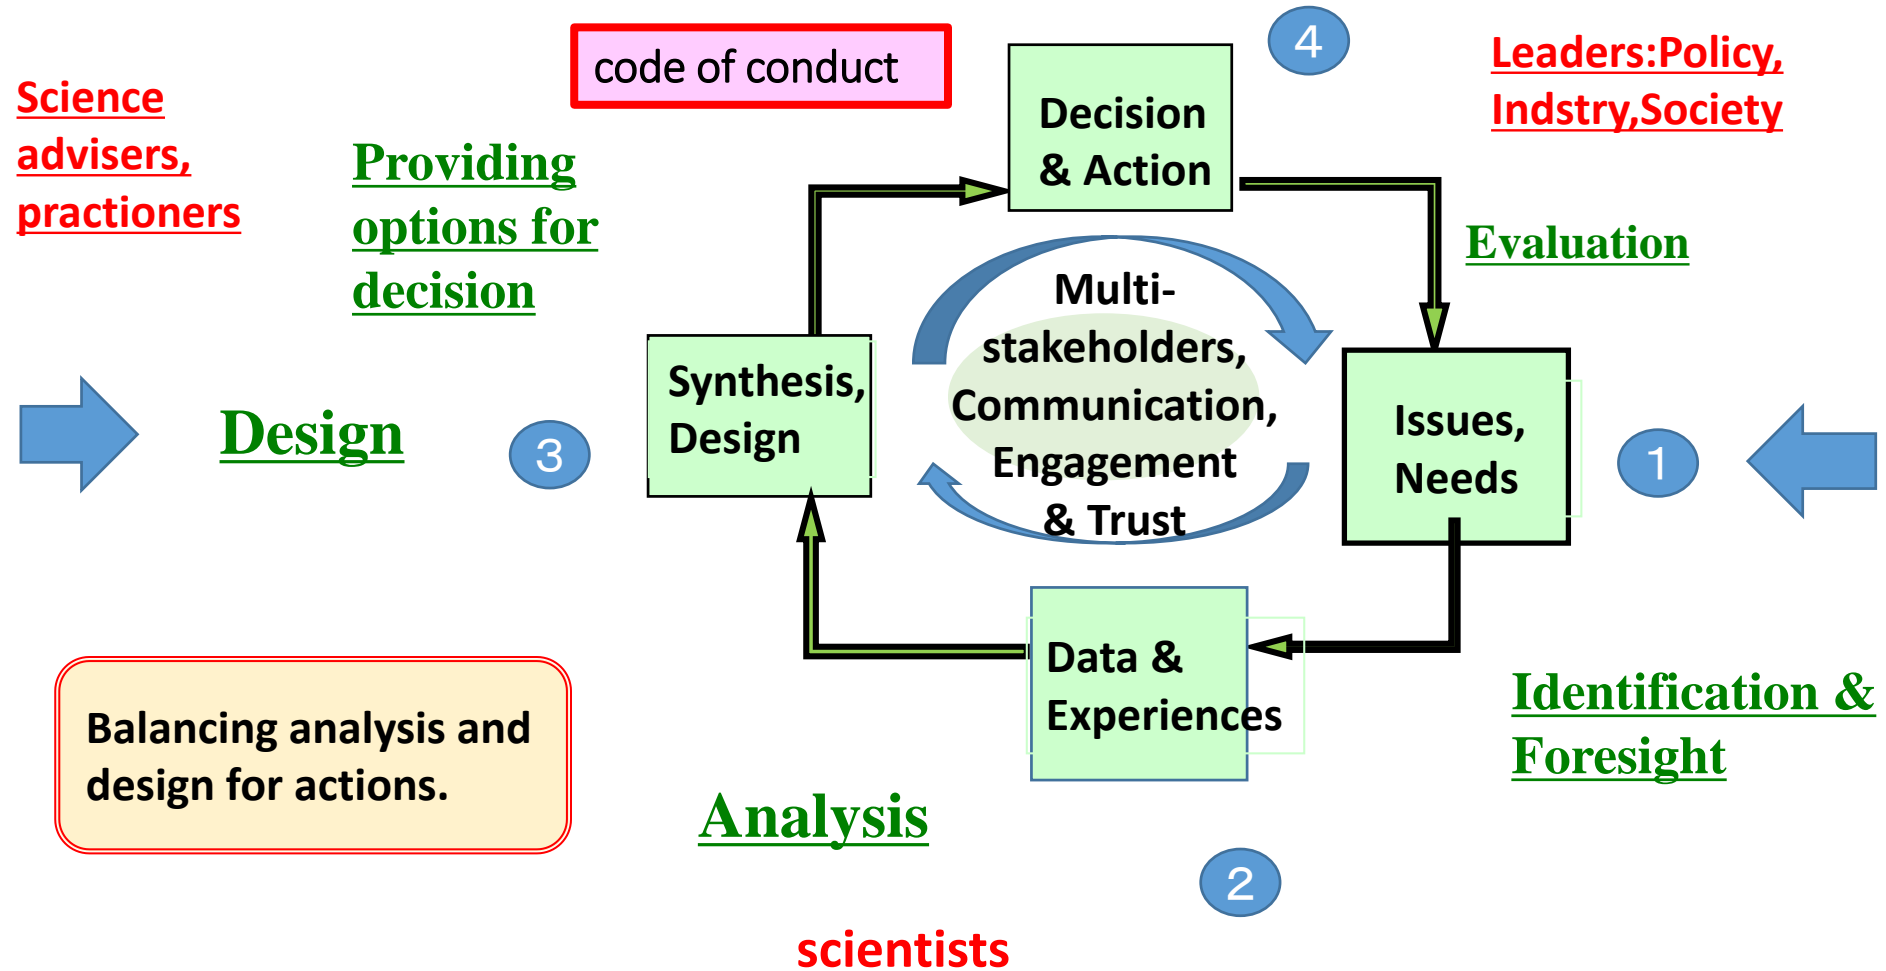 code of conduct
4
Leaders:Policy,
Indstry,Society
Science
advisers,
practioners
Providing
options for
decision
Decision
& Action
Evaluation
Multi-
stakeholders,
Communication,
Engagement
& Trust
Synthesis,
Design
Design
3
Issues,
Needs
1
Data &
Experiences
Identification &
Foresight
Balancing analysis and
design for actions.
Analysis
2
scientists